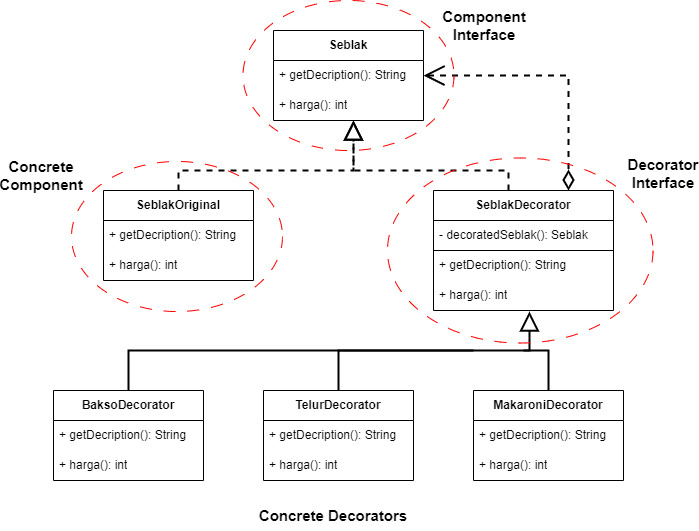 Component
Interface
Seblak
+ getDecription(): String
+ harga(): int
Concrete
Component
Decorator
Interface
SeblakOriginal
+ getDecription(): String
+ harga(): int
SeblakDecorator
- decoratedSeblak(): Seblak
+ getDecription(): String
+ harga(): int
BaksoDecorator
+ getDecription(): String
+ harga(): int
TelurDecorator
+ getDecription(): String
+ harga(): int
MakaroniDecorator
+ getDecription(): String
+ harga(): int
Concrete Decorators